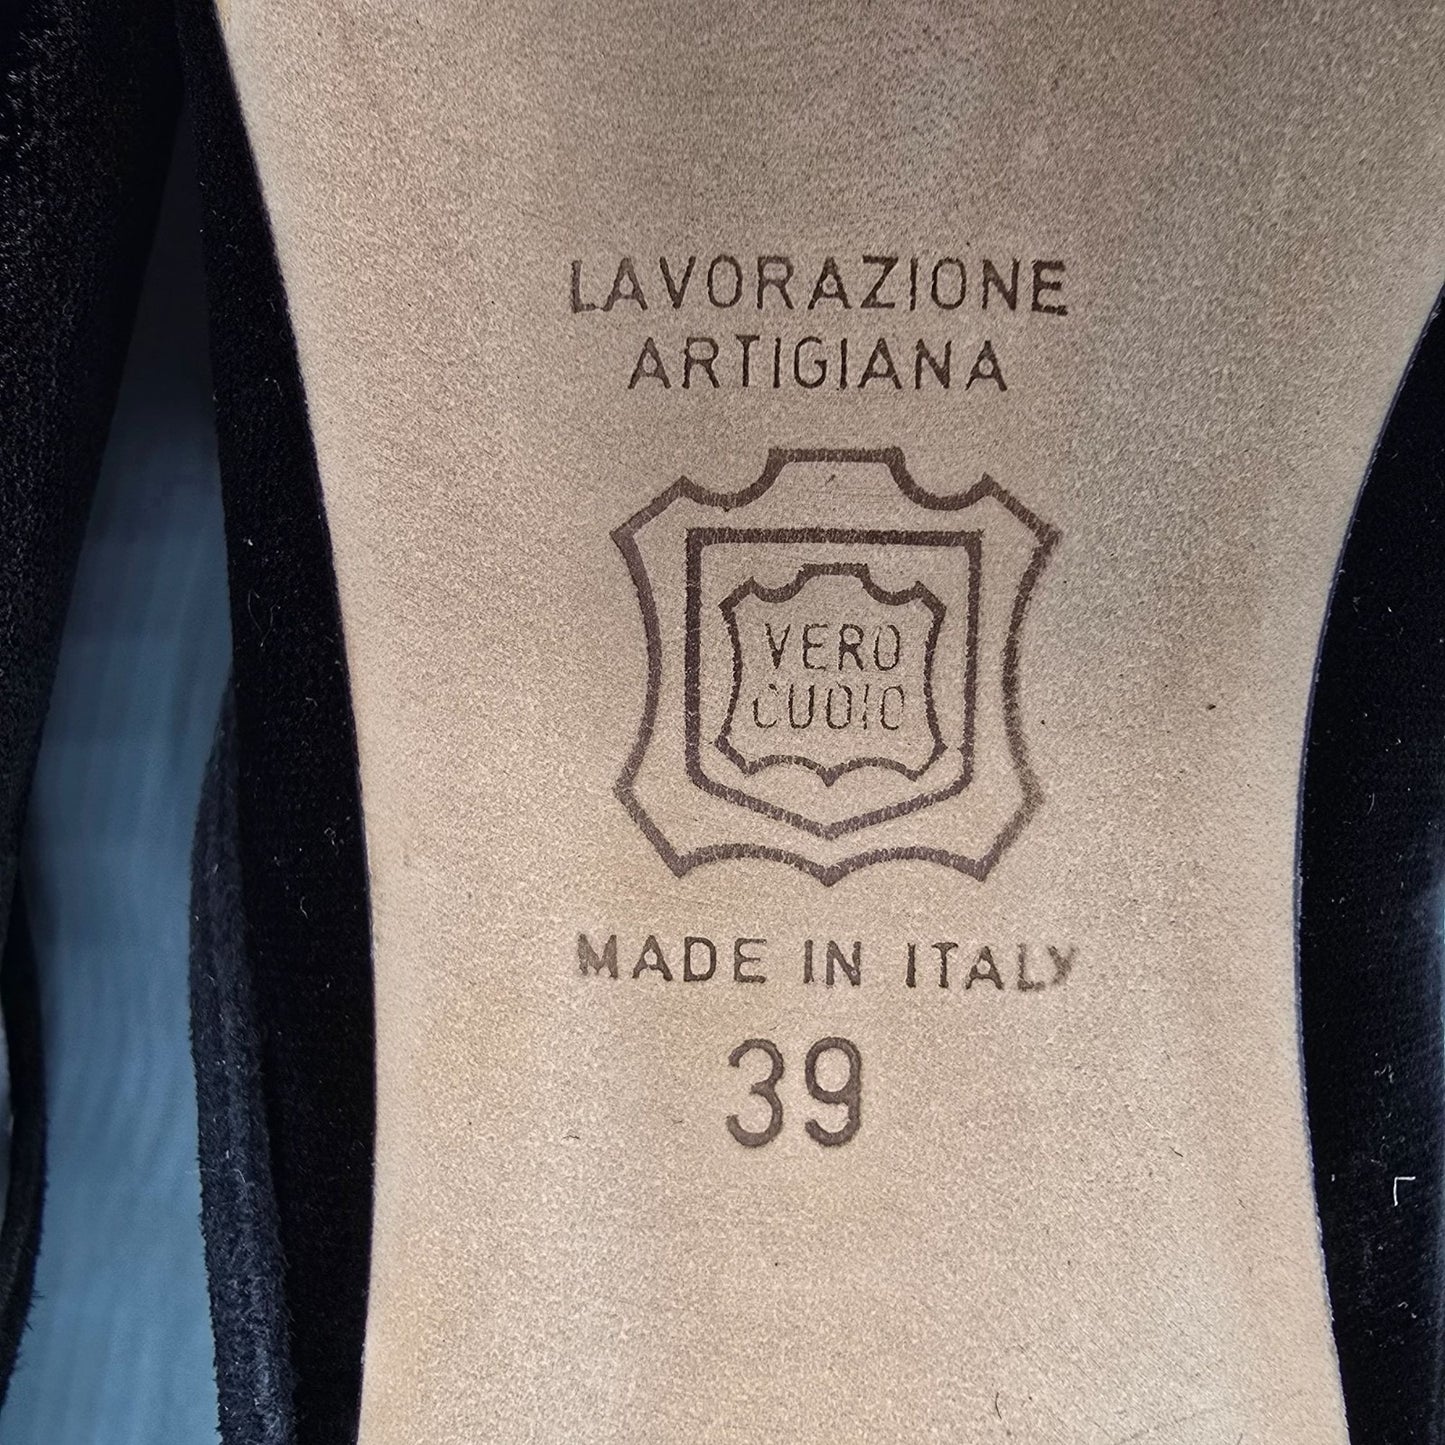 LAVORAZIONE
ARTIGIANA
VERO
CUOIO
MADE IN ITALY
39